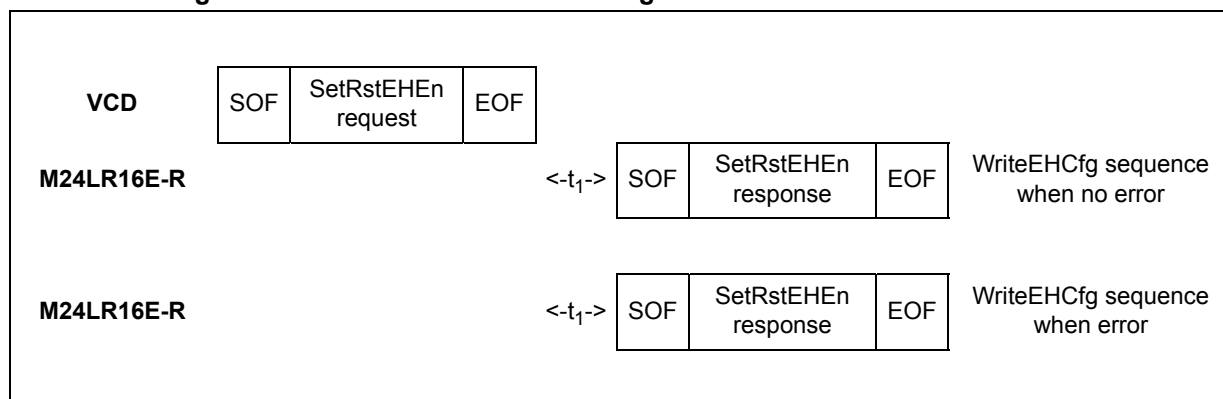 VCD SOF SetRstEHEn request EOF
M24LR16E-R <-t1-> SOF SetRstEHEn response EOF WriteEHCfg sequence when no error
M24LR16E-R <-t1-> SOF SetRstEHEn response EOF WriteEHCfg sequence when error